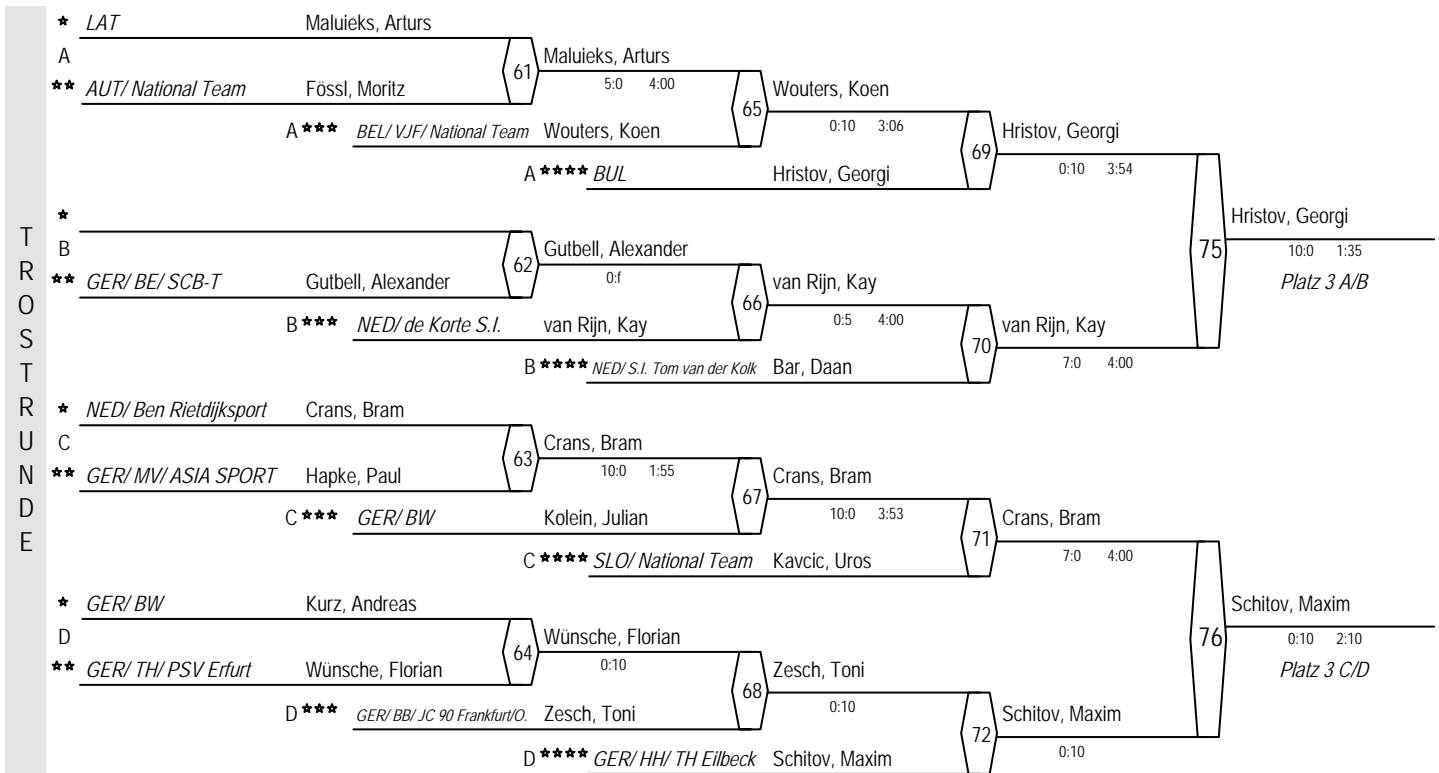 TROSTRUNDE
★ LAT Maluieks, Arturs
A
61 Maluieks, Arturs
5:0 4:00
★★ AUT/ National Team Fössl, Moritz
65 Wouters, Koen
0:10 3:06
A ★★★ BEL/ VJF/ National Team Wouters, Koen
69 Hristov, Georgi
0:10 3:54
A ★★★★ BUL Hristov, Georgi
75 Hristov, Georgi
10:0 1:35
Platz 3 A/B
★
B
62 Gutbell, Alexander
0:f
★★ GER/ BE/ SCB-T Gutbell, Alexander
66 van Rijn, Kay
0:5 4:00
B ★★★ NED/ de Korte S.I. van Rijn, Kay
70 van Rijn, Kay
7:0 4:00
B ★★★★ NED/ S.I. Tom van der Kolk Bar, Daan
★ NED/ Ben Rietdijksport Crans, Bram
C
63 Crans, Bram
10:0 1:55
★★ GER/ MV/ ASIA SPORT Hapke, Paul
67 Crans, Bram
10:0 3:53
C ★★★ GER/ BW Kolein, Julian
71 Crans, Bram
7:0 4:00
C ★★★★ SLO/ National Team Kavcic, Uros
★ GER/ BW Kurz, Andreas
76 Schitov, Maxim
0:10 2:10
Platz 3 C/D
D
64 Wünsche, Florian
0:10
★★ GER/ TH/ PSV Erfurt Wünsche, Florian
68 Zesch, Toni
0:10
D ★★★ GER/ BB/ JC 90 Frankfurt/O. Zesch, Toni
72 Schitov, Maxim
0:10
D ★★★★ GER/ HH/ TH Eilbeck Schitov, Maxim